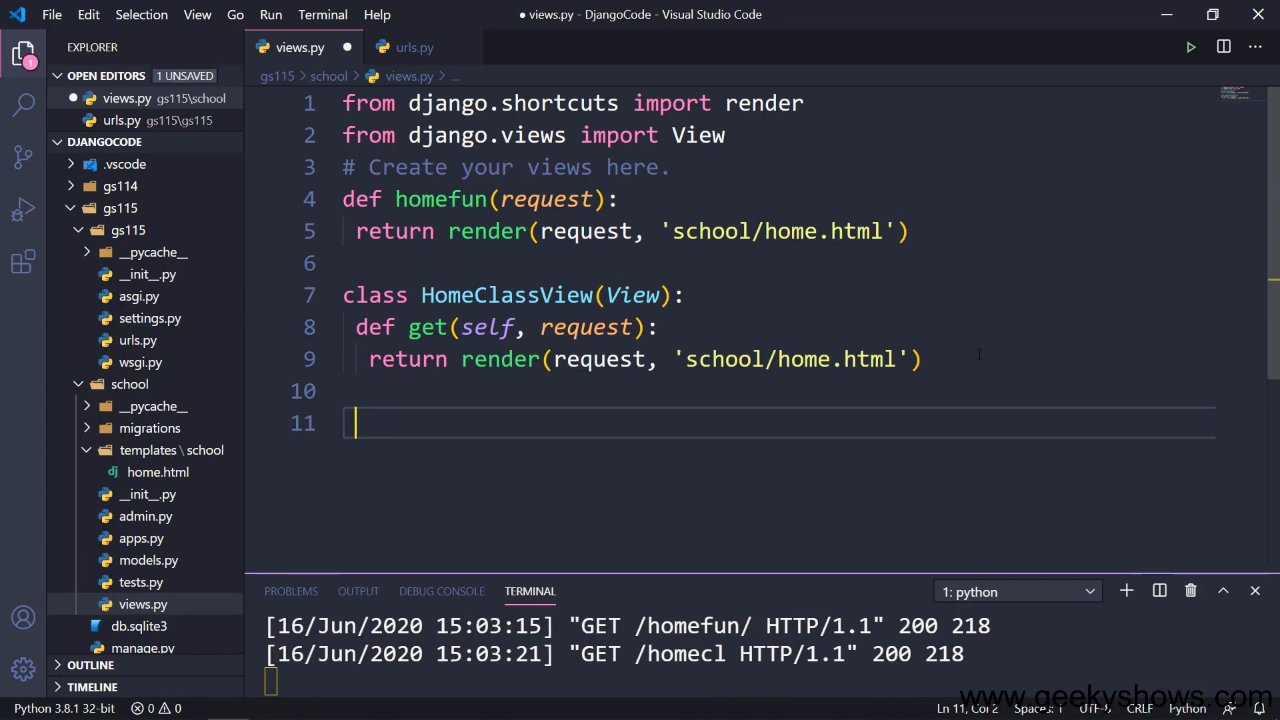 File Edit Selection View Go Run Terminal Help
● views.py - DjangoCode - Visual Studio Code
EXPLORER
views.py
urls.py
OPEN EDITORS 1 UNSAVED
views.py gs115\school
urls.py gs115\gs115
DJANGOCODE
.vscode
gs114
gs115
gs115
__pycache__
__init__.py
asgi.py
settings.py
urls.py
wsgi.py
school
__pycache__
migrations
templates \ school
dj home.html
__init__.py
admin.py
apps.py
models.py
tests.py
views.py
db.sqlite3
manage.py
OUTLINE
TIMELINE
1
gs115 > school > views.py > ...
1 from django.shortcuts import render
2 from django.views import View
3 # Create your views here.
4 def homefun(request):
5 return render(request, 'school/home.html')
6
7 class HomeClassView(View):
8 def get(self, request):
9 return render(request, 'school/home.html')
10
11
PROBLEMS OUTPUT DEBUG CONSOLE TERMINAL
1: python
[16/Jun/2020 15:03:15] "GET /homefun/ HTTP/1.1" 200 218
[16/Jun/2020 15:03:21] "GET /homecl HTTP/1.1" 200 218
www.geekyshows.com
Python 3.8.1 32-bit 0 0
Ln 11, Col 2 Spaces: 1 UTF-8 CRLF Python